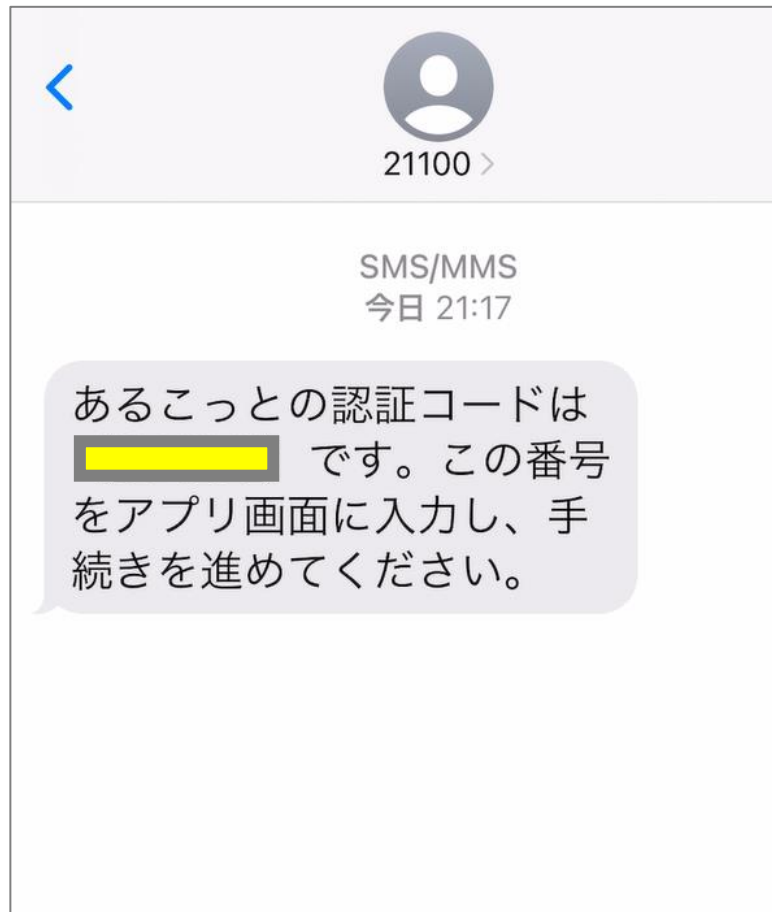 21100
SMS/MMS
今日 21:17
あるこっとの認証コードは
です。この番号
をアプリ画面に入力し、手
続きを進めてください。